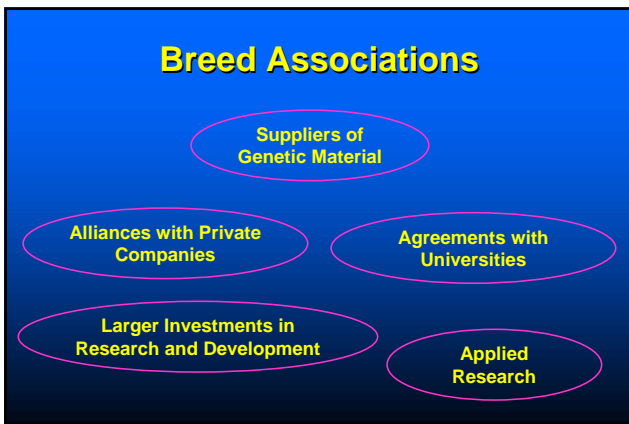 Breed Associations
Suppliers of
Genetic Material
Alliances with Private
Companies
Agreements with
Universities
Larger Investments in
Research and Development
Applied
Research